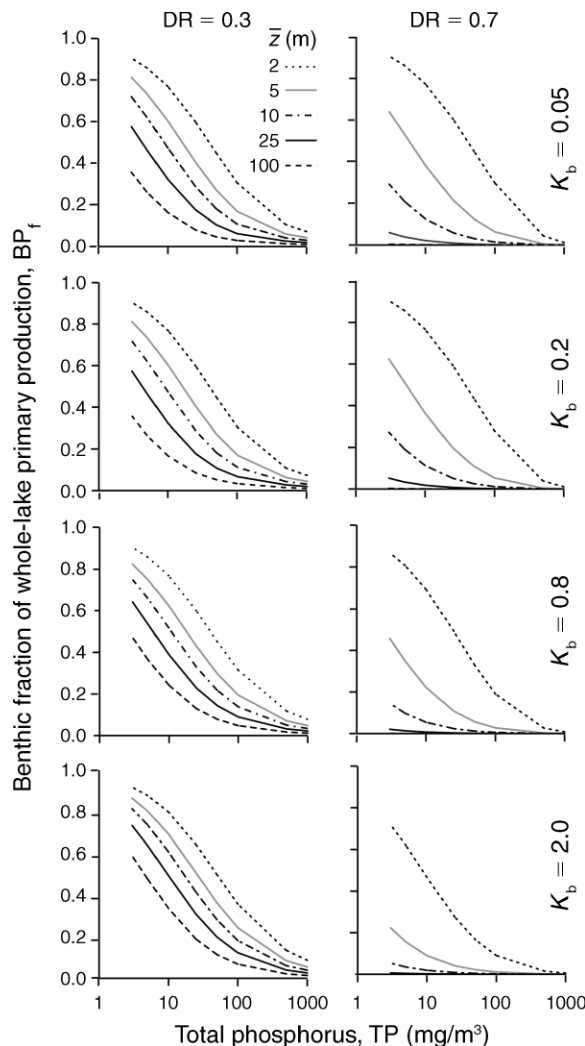 DR = 0.3
DR = 0.7
z̅ (m)
2
5
10
25
100
1.0
0.8
0.6
0.4
0.2
0.0
K_b = 0.05
1.0
0.8
0.6
0.4
0.2
0.0
K_b = 0.2
1.0
0.8
0.6
0.4
0.2
0.0
K_b = 0.8
1.0
0.8
0.6
0.4
0.2
0.0
K_b = 2.0
1 10 100 1000 1 10 100 1000
Benthic fraction of whole-lake primary production, BP_f
Total phosphorus, TP (mg/m³)